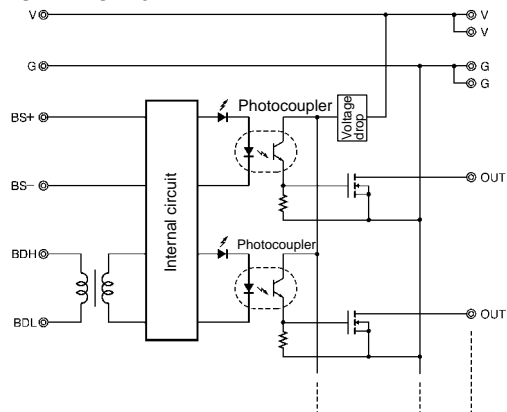 V
V
V
G
G
G
BS+
Photocoupler
Voltage drop
BS−
OUT
Internal circuit
BDH
Photocoupler
BDL
OUT